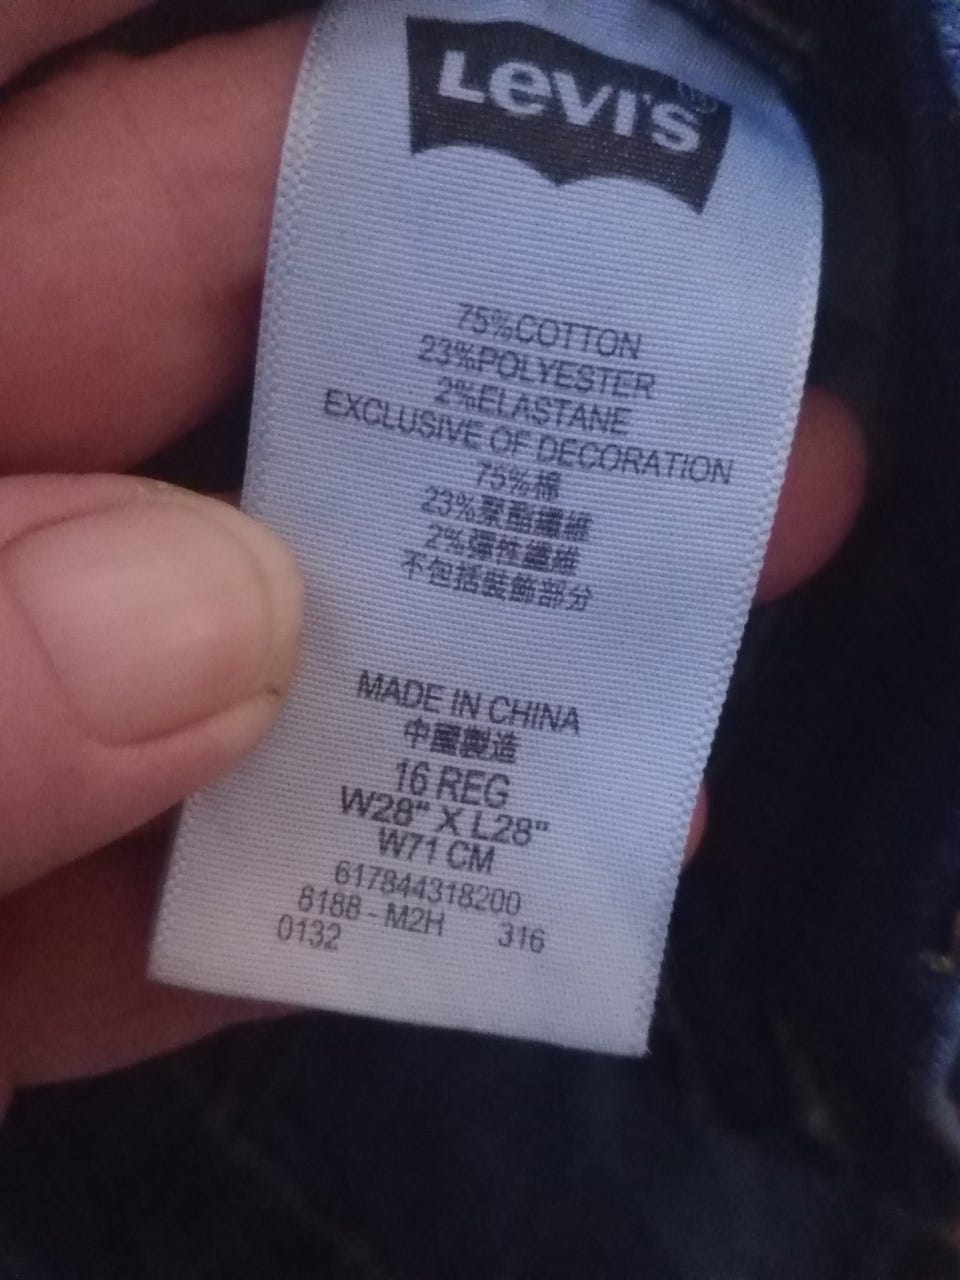 Levi's
75%COTTON
23%POLYESTER
2%ELASTANE
EXCLUSIVE OF DECORATION
75%棉
23%聚酯纖維
2%彈性纖維
不包括裝飾部分
MADE IN CHINA
中國製造
16 REG
W28" X L28"
W71 CM
617844318200
8188 - M2H 316
0132